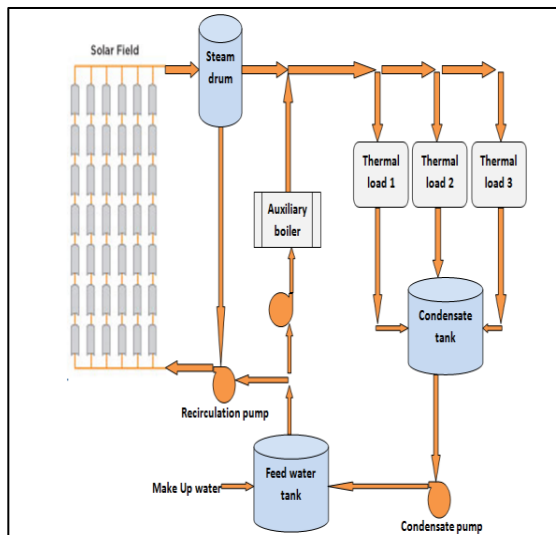 Solar Field
Steam
drum
Thermal
load 1
Thermal
load 2
Thermal
load 3
Auxiliary
boiler
Condensate
tank
Recirculation pump
Feed water
tank
Make Up water
Condensate pump